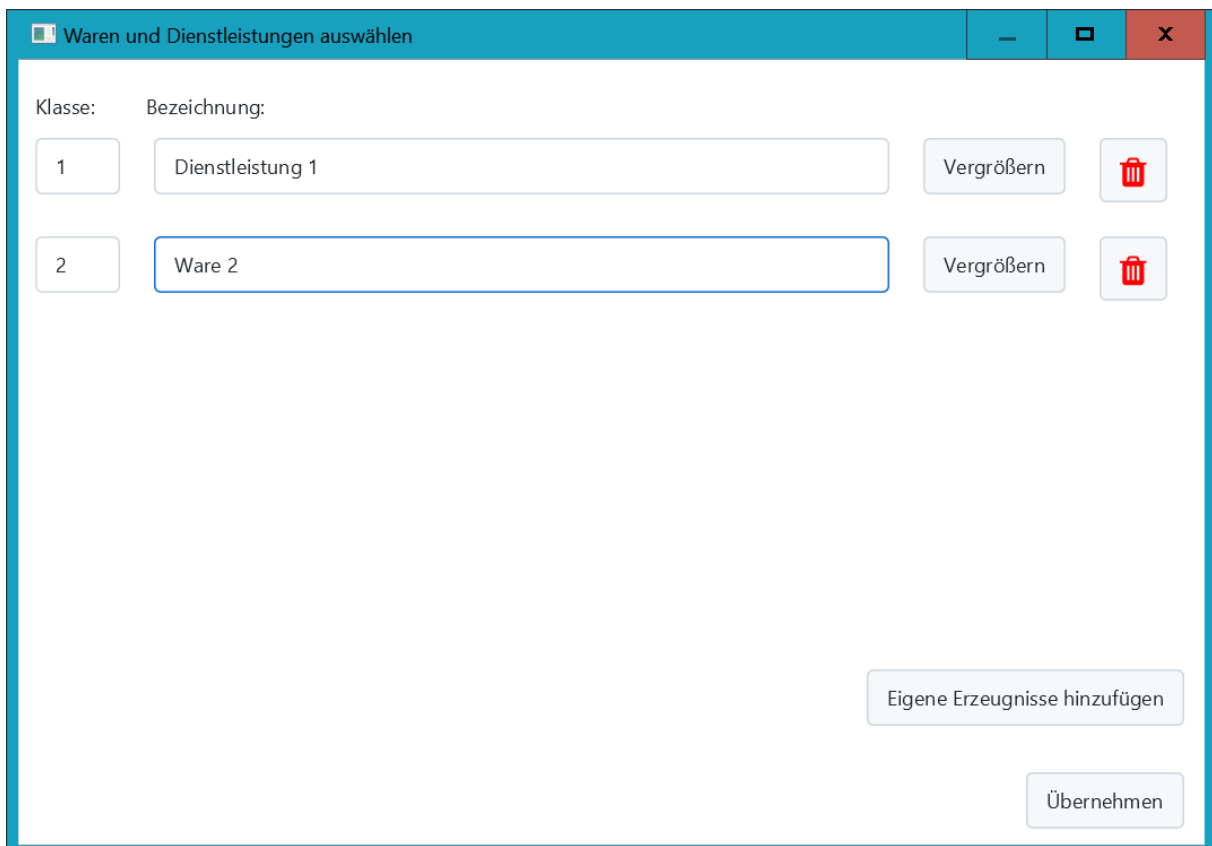 Waren und Dienstleistungen auswählen
Klasse: Bezeichnung:
1 Dienstleistung 1 Vergrößern
2 Ware 2 Vergrößern
Eigene Erzeugnisse hinzufügen
Übernehmen